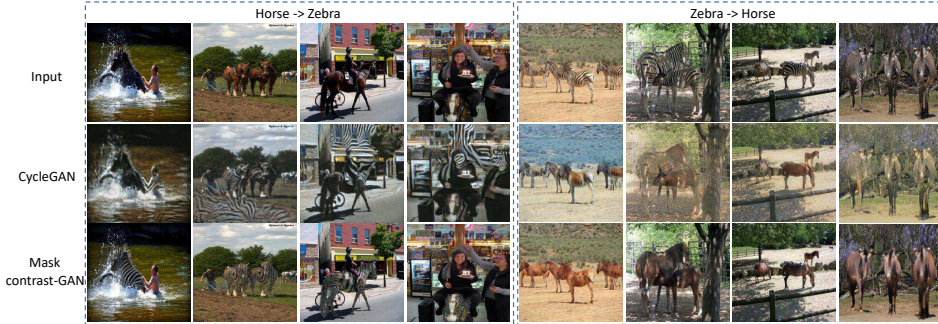 Horse -> Zebra
Zebra -> Horse
Input
CycleGAN
Mask
contrast-GAN